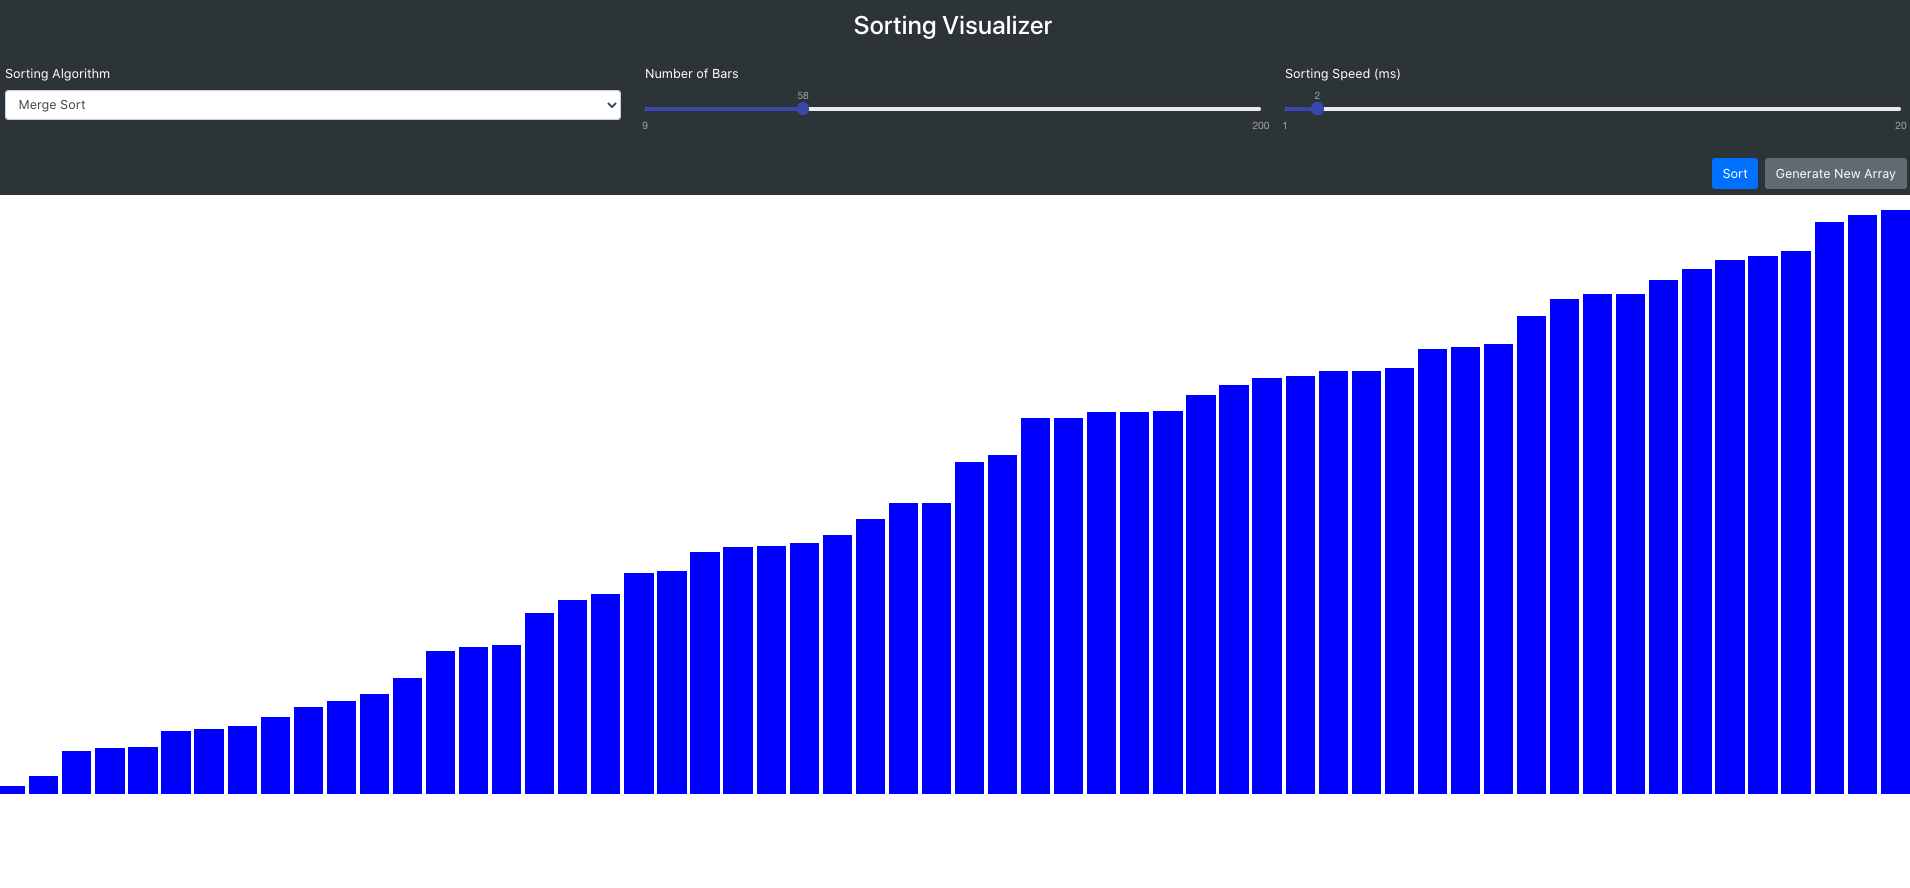 Sorting Visualizer
Sorting Algorithm
Merge Sort
Number of Bars
58
9
200
Sorting Speed (ms)
2
1
20
Sort
Generate New Array